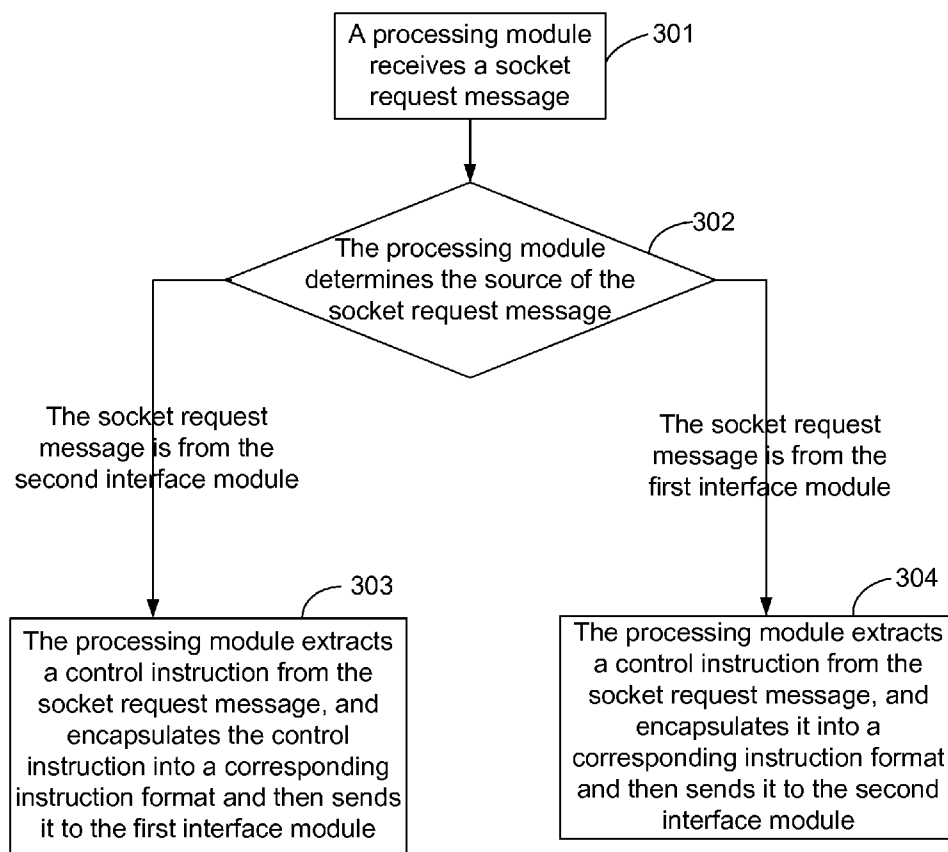 A processing module
receives a socket
request message
301
302
The processing module
determines the source of the
socket request message
The socket request
message is from the
second interface module
The socket request
message is from the
first interface module
303
The processing module extracts
a control instruction from the
socket request message, and
encapsulates the control
instruction into a corresponding
instruction format and then sends
it to the first interface module
304
The processing module extracts
a control instruction from the
socket request message, and
encapsulates it into a
corresponding instruction format
and then sends it to the second
interface module